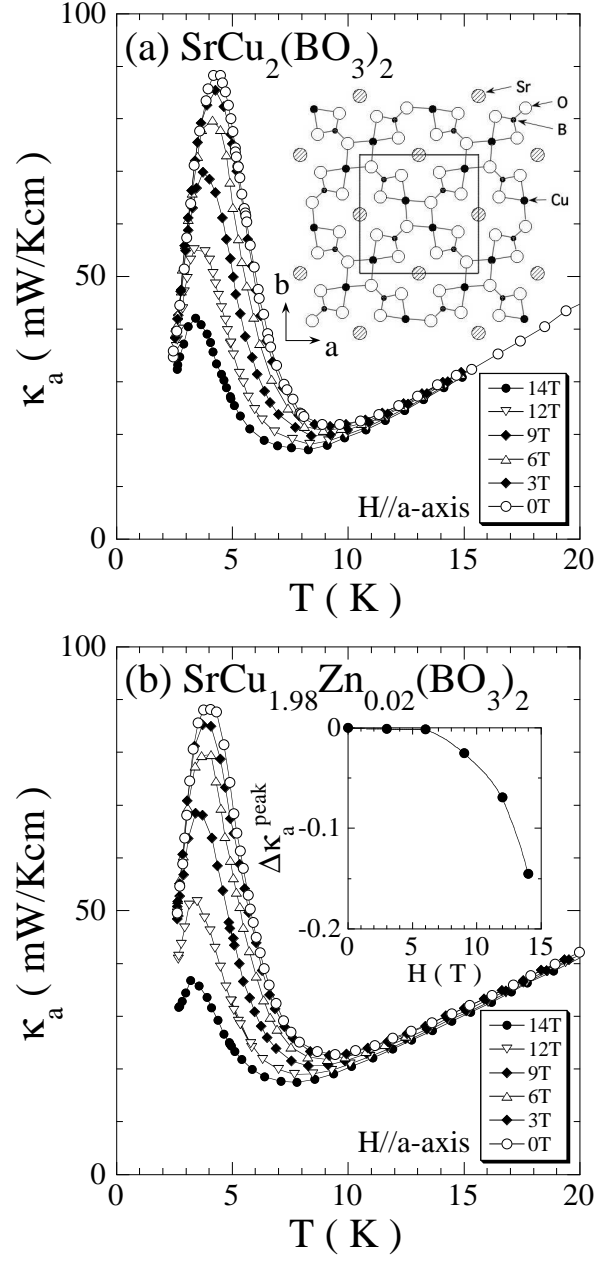 (a) SrCu2(BO3)2
100
50
0
κa ( mW/Kcm )
Sr
O
B
Cu
b
a
14T
12T
9T
6T
3T
0T
H//a-axis
0 5 10 15 20
T ( K )
(b) SrCu1.98Zn0.02(BO3)2
100
50
0
κa ( mW/Kcm )
0
-0.1
-0.2
Δκa peak
0 5 10 15
H ( T )
14T
12T
9T
6T
3T
0T
H//a-axis
0 5 10 15 20
T ( K )